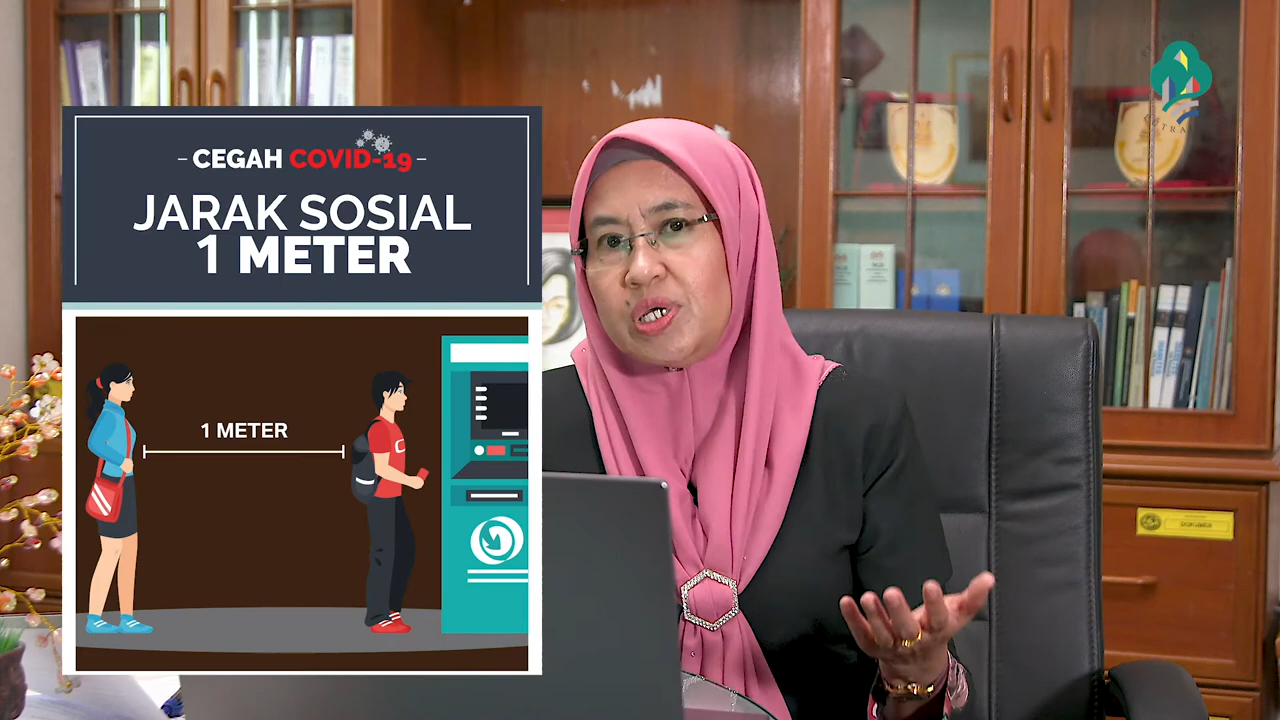 – CEGAH COVID-19 –
JARAK SOSIAL
1 METER
1 METER